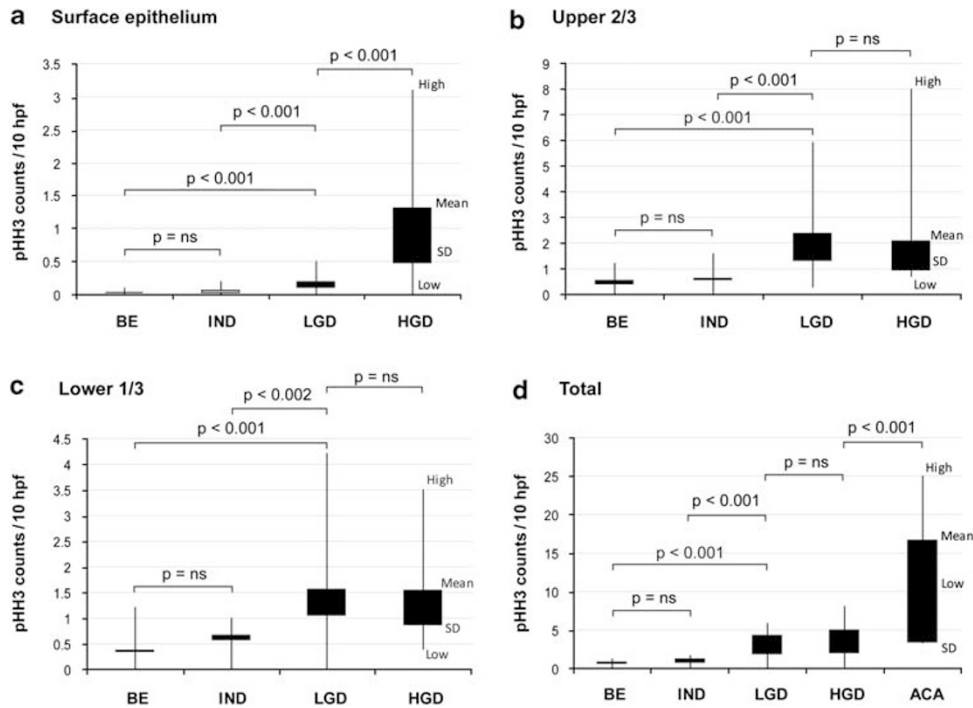 a Surface epithelium
pHH3 counts / 10 hpf
3.5
3
2.5
2
1.5
1
0.5
0
p < 0.001
p < 0.001
p < 0.001
p = ns
High
Mean
SD
Low
BE IND LGD HGD
b Upper 2/3
pHH3 counts / 10 hpf
9
8
7
6
5
4
3
2
1
0
p = ns
p < 0.001
p < 0.001
p = ns
High
Mean
SD
Low
BE IND LGD HGD
c Lower 1/3
pHH3 counts / 10 hpf
4.5
4
3.5
3
2.5
2
1.5
1
0.5
0
p = ns
p < 0.002
p < 0.001
p = ns
High
Mean
SD
Low
BE IND LGD HGD
d Total
pHH3 counts / 10 hpf
30
25
20
15
10
5
0
p < 0.001
p = ns
p < 0.001
p < 0.001
p = ns
High
Mean
Low
SD
BE IND LGD HGD ACA